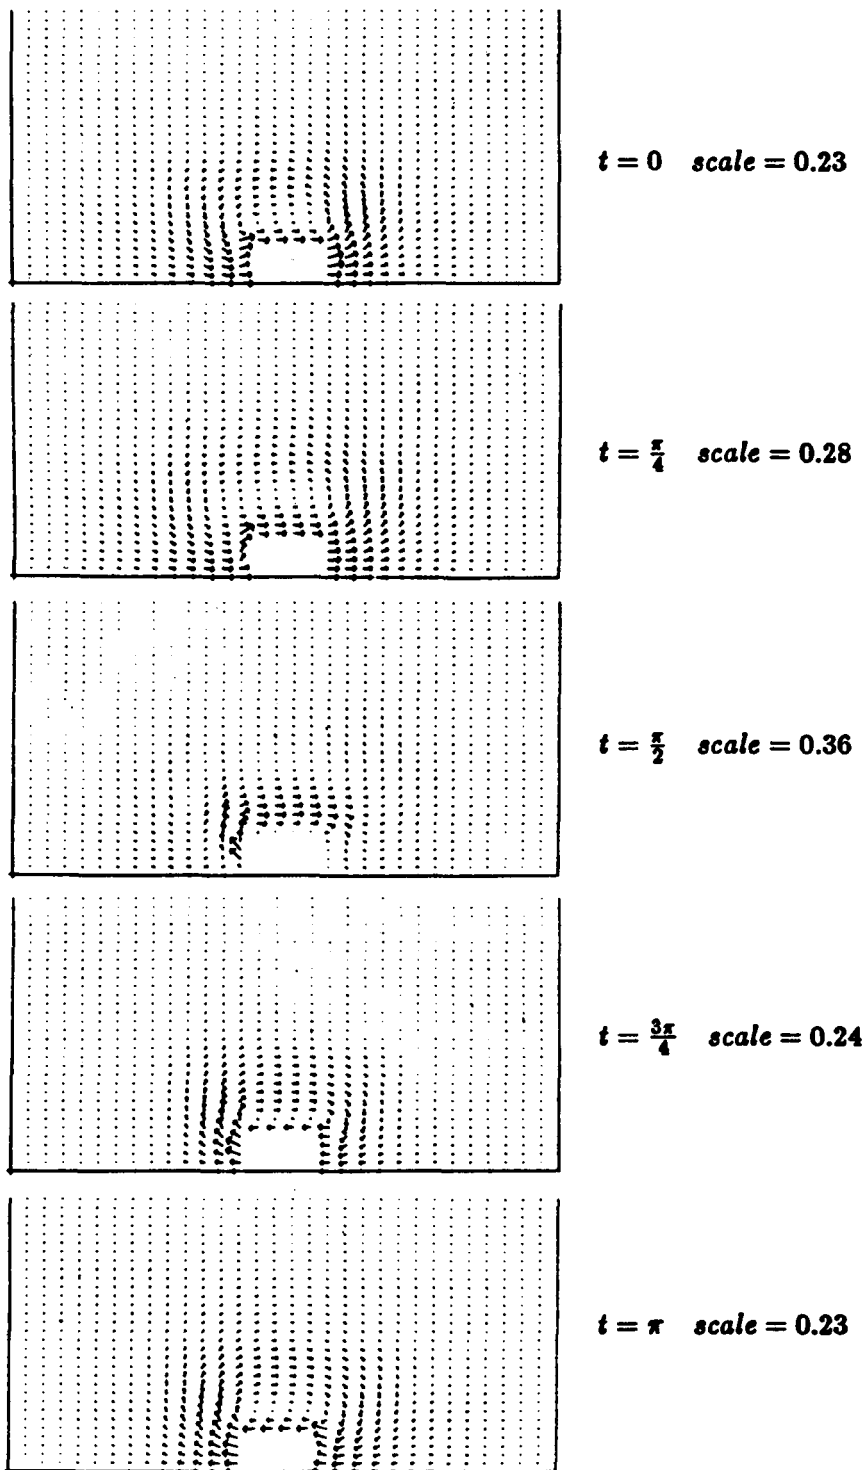 t = 0 scale = 0.23
t = π/4 scale = 0.28
t = π/2 scale = 0.36
t = 3π/4 scale = 0.24
t = π scale = 0.23